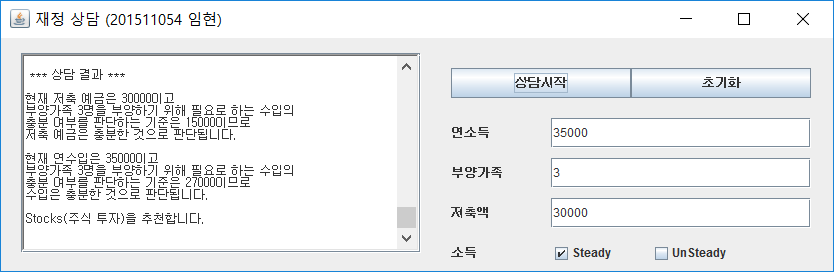 재정 상담 (201511054 임현)
*** 상담 결과 ***
현재 저축 예금은 30000이고
부양가족 3명을 부양하기 위해 필요로 하는 수입의
충분 여부를 판단하는 기준은 15000이므로
저축 예금은 충분한 것으로 판단됩니다.
현재 연수입은 35000이고
부양가족 3명을 부양하기 위해 필요로 하는 수입의
충분 여부를 판단하는 기준은 27000이므로
수입은 충분한 것으로 판단됩니다.
Stocks(주식 투자)을 추천합니다.
상담시작 초기화
연소득 35000
부양가족 3
저축액 30000
소득 Steady UnSteady